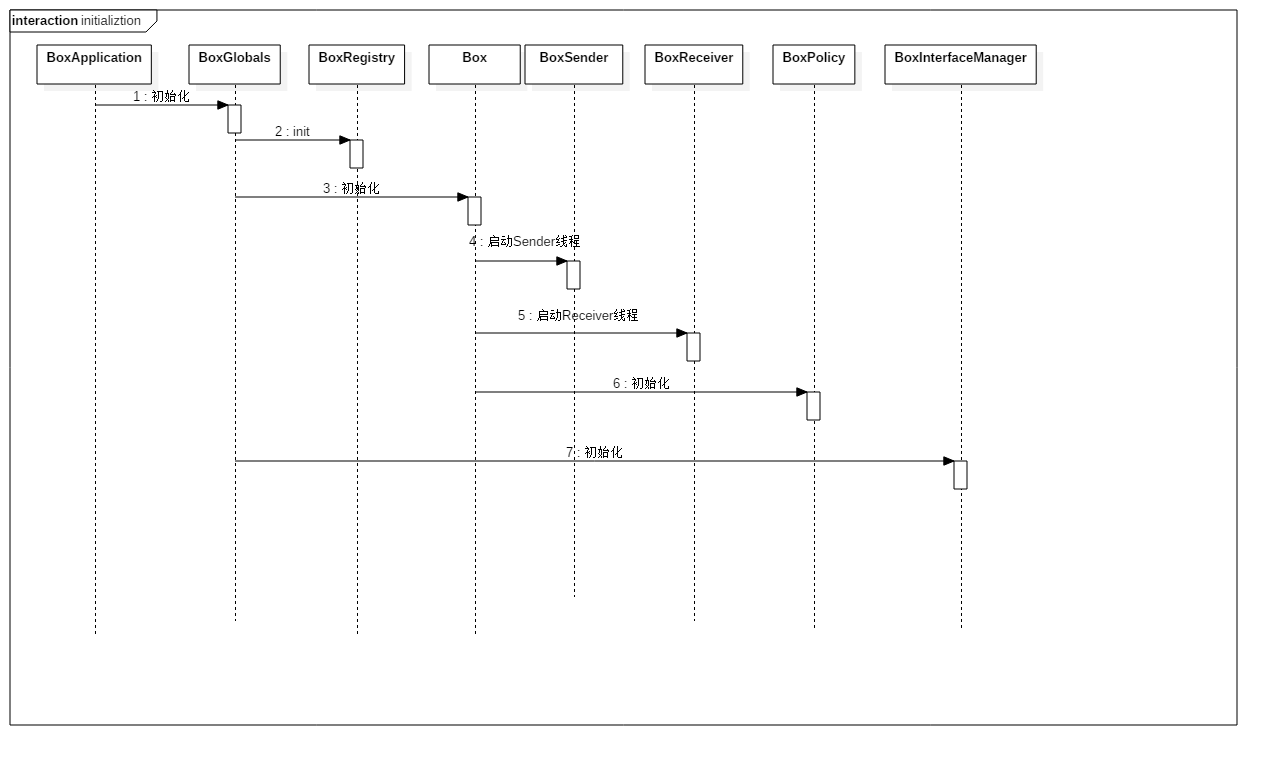 interaction initializtion
BoxApplication
BoxGlobals
BoxRegistry
Box
BoxSender
BoxReceiver
BoxPolicy
BoxInterfaceManager
1 : 初始化
2 : init
3 : 初始化
4 : 启动Sender线程
5 : 启动Receiver线程
6 : 初始化
7 : 初始化